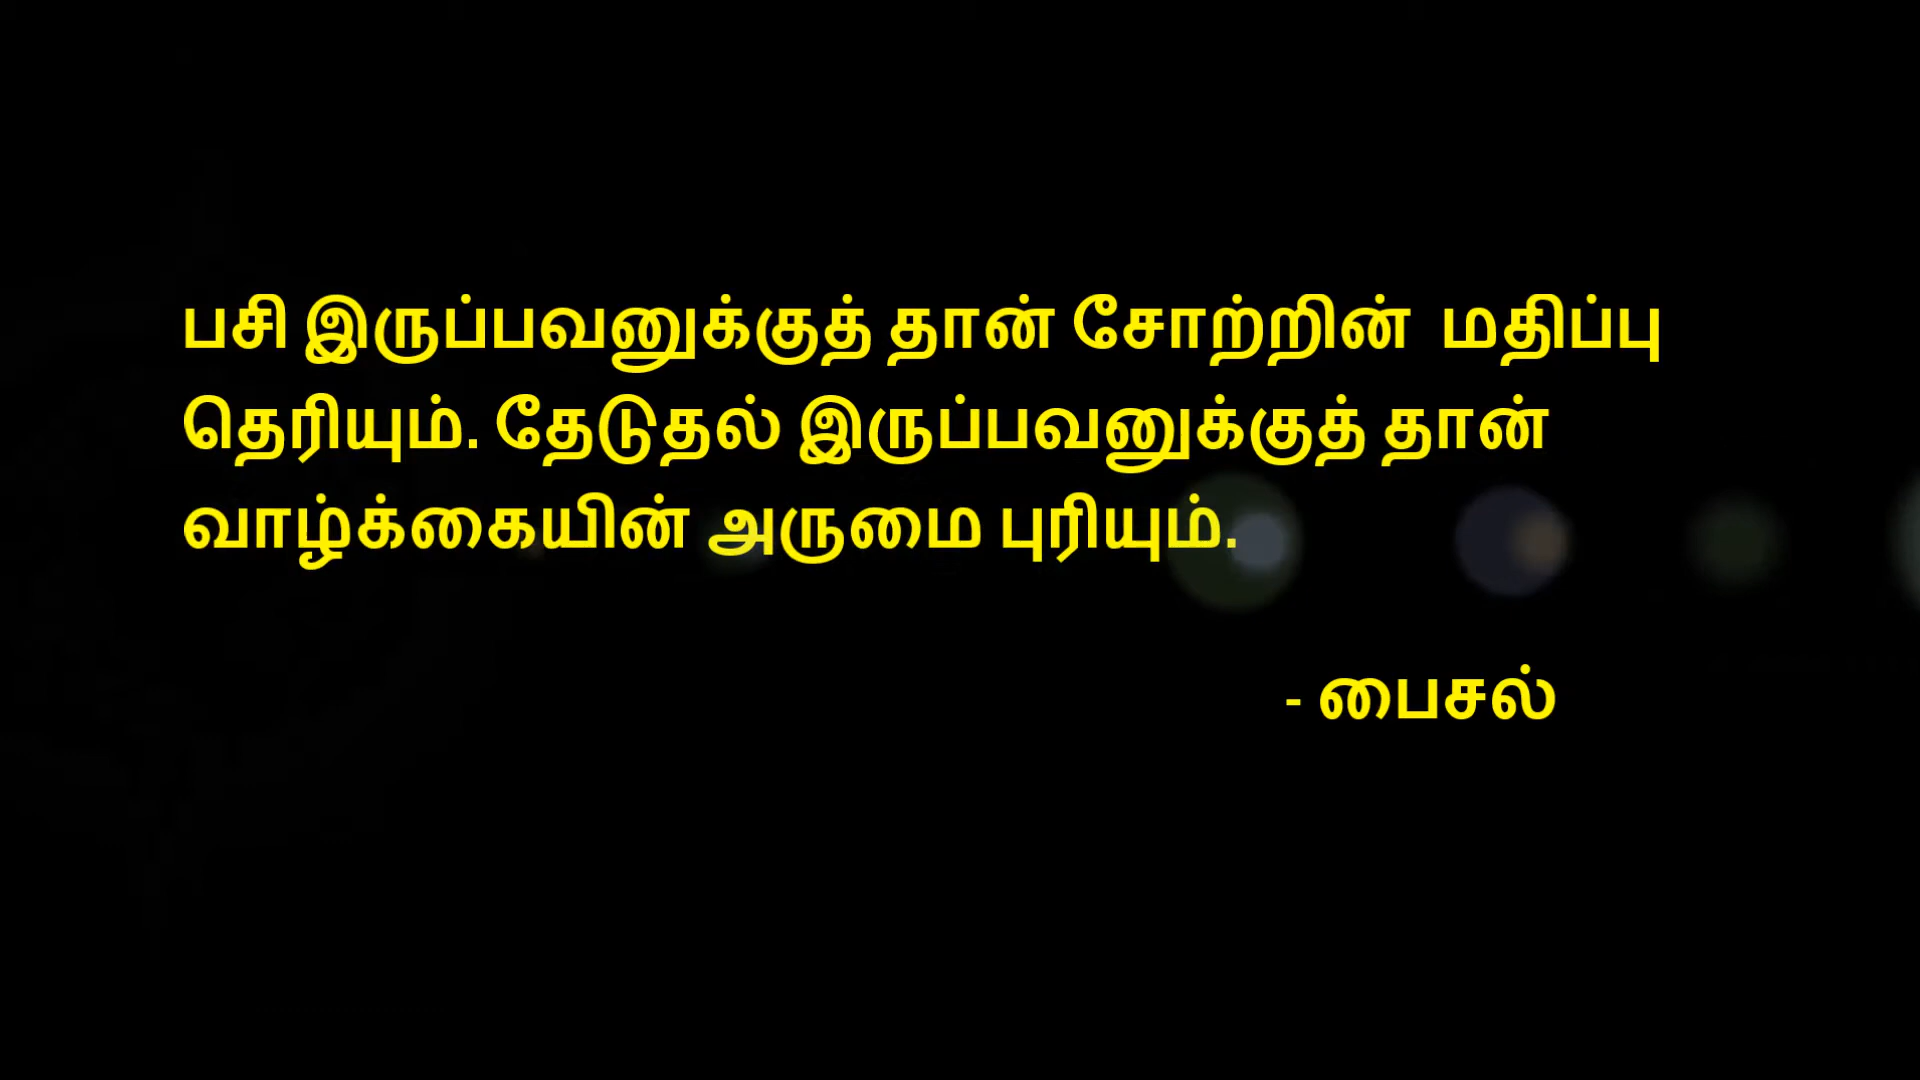 பசி இருப்பவனுக்குத் தான் சோற்றின் மதிப்பு
தெரியும். தேடுதல் இருப்பவனுக்குத் தான்
வாழ்க்கையின் அருமை புரியும்.
- பைசல்